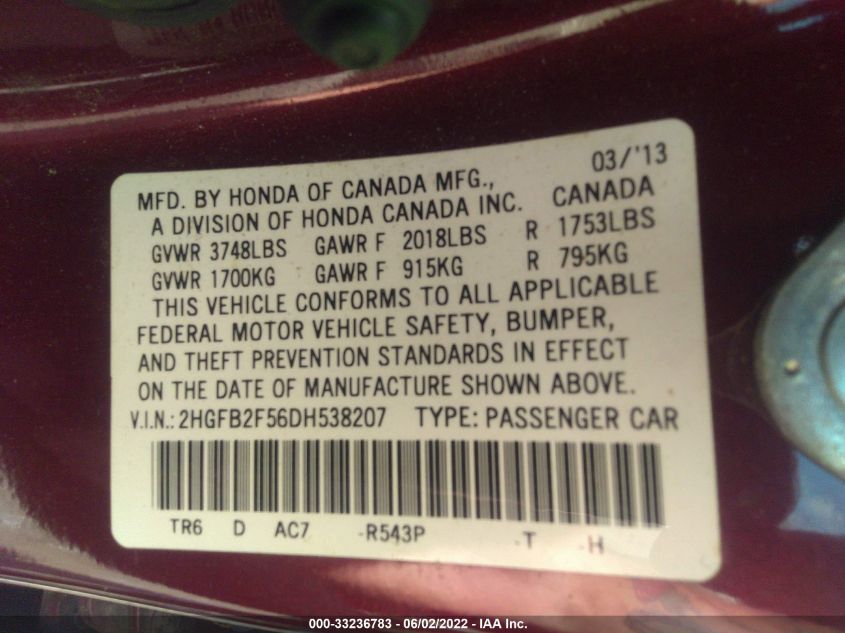 03/'13
MFD. BY HONDA OF CANADA MFG.,
A DIVISION OF HONDA CANADA INC. CANADA
GVWR 3748LBS GAWR F 2018LBS R 1753LBS
GVWR 1700KG GAWR F 915KG R 795KG
THIS VEHICLE CONFORMS TO ALL APPLICABLE
FEDERAL MOTOR VEHICLE SAFETY, BUMPER,
AND THEFT PREVENTION STANDARDS IN EFFECT
ON THE DATE OF MANUFACTURE SHOWN ABOVE.
V.I.N.: 2HGFB2F56DH538207 TYPE: PASSENGER CAR
TR6 D AC7 -R543P -T -H
000-33236783 - 06/02/2022 - IAA Inc.